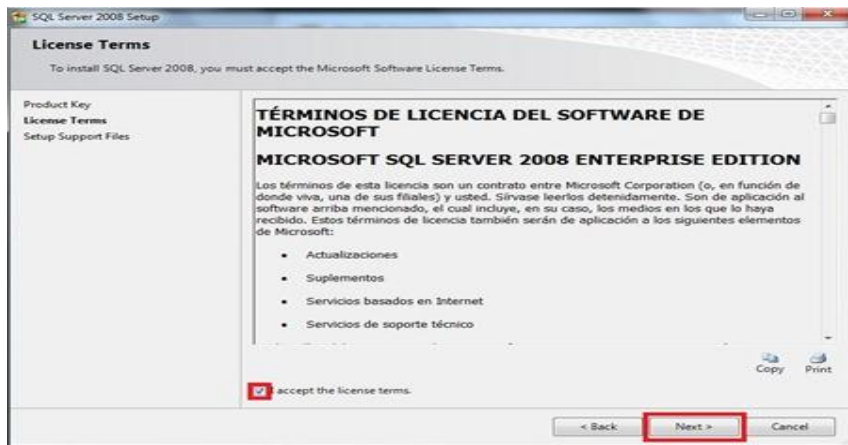 SQL Server 2008 Setup
License Terms
To install SQL Server 2008, you must accept the Microsoft Software License Terms.
Product Key
License Terms
Setup Support Files
TÉRMINOS DE LICENCIA DEL SOFTWARE DE
MICROSOFT
MICROSOFT SQL SERVER 2008 ENTERPRISE EDITION
Los términos de esta licencia son un contrato entre Microsoft Corporation (o, en función de
donde viva, una de sus filiales) y usted. Sírvase leerlos detenidamente. Son de aplicación al
software arriba mencionado, el cual incluye, en su caso, los medios en los que lo haya
recibido. Estos términos de licencia también serán de aplicación a los siguientes elementos
de Microsoft:
• Actualizaciones
• Suplementos
• Servicios basados en Internet
• Servicios de soporte técnico
Copy Print
accept the license terms.
< Back Next > Cancel